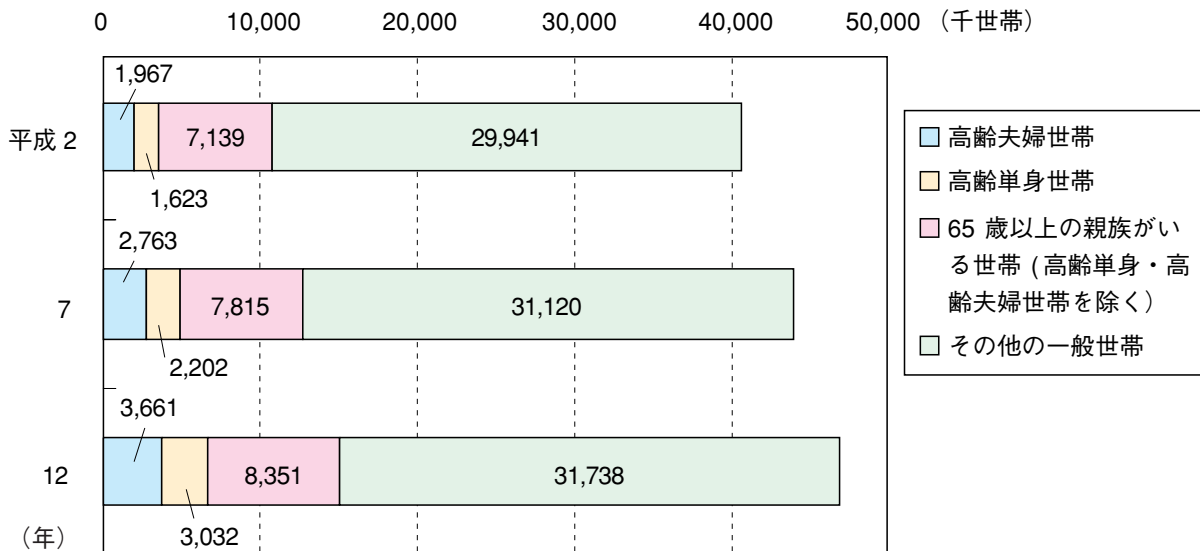 0 10,000 20,000 30,000 40,000 50,000 （千世帯）
1,967
平成 2 7,139 29,941
1,623
2,763
7 7,815 31,120
2,202
3,661
12 8,351 31,738
3,032
（年）
高齢夫婦世帯
高齢単身世帯
65 歳以上の親族がい
る世帯 (高齢単身・高
齢夫婦世帯を除く）
その他の一般世帯